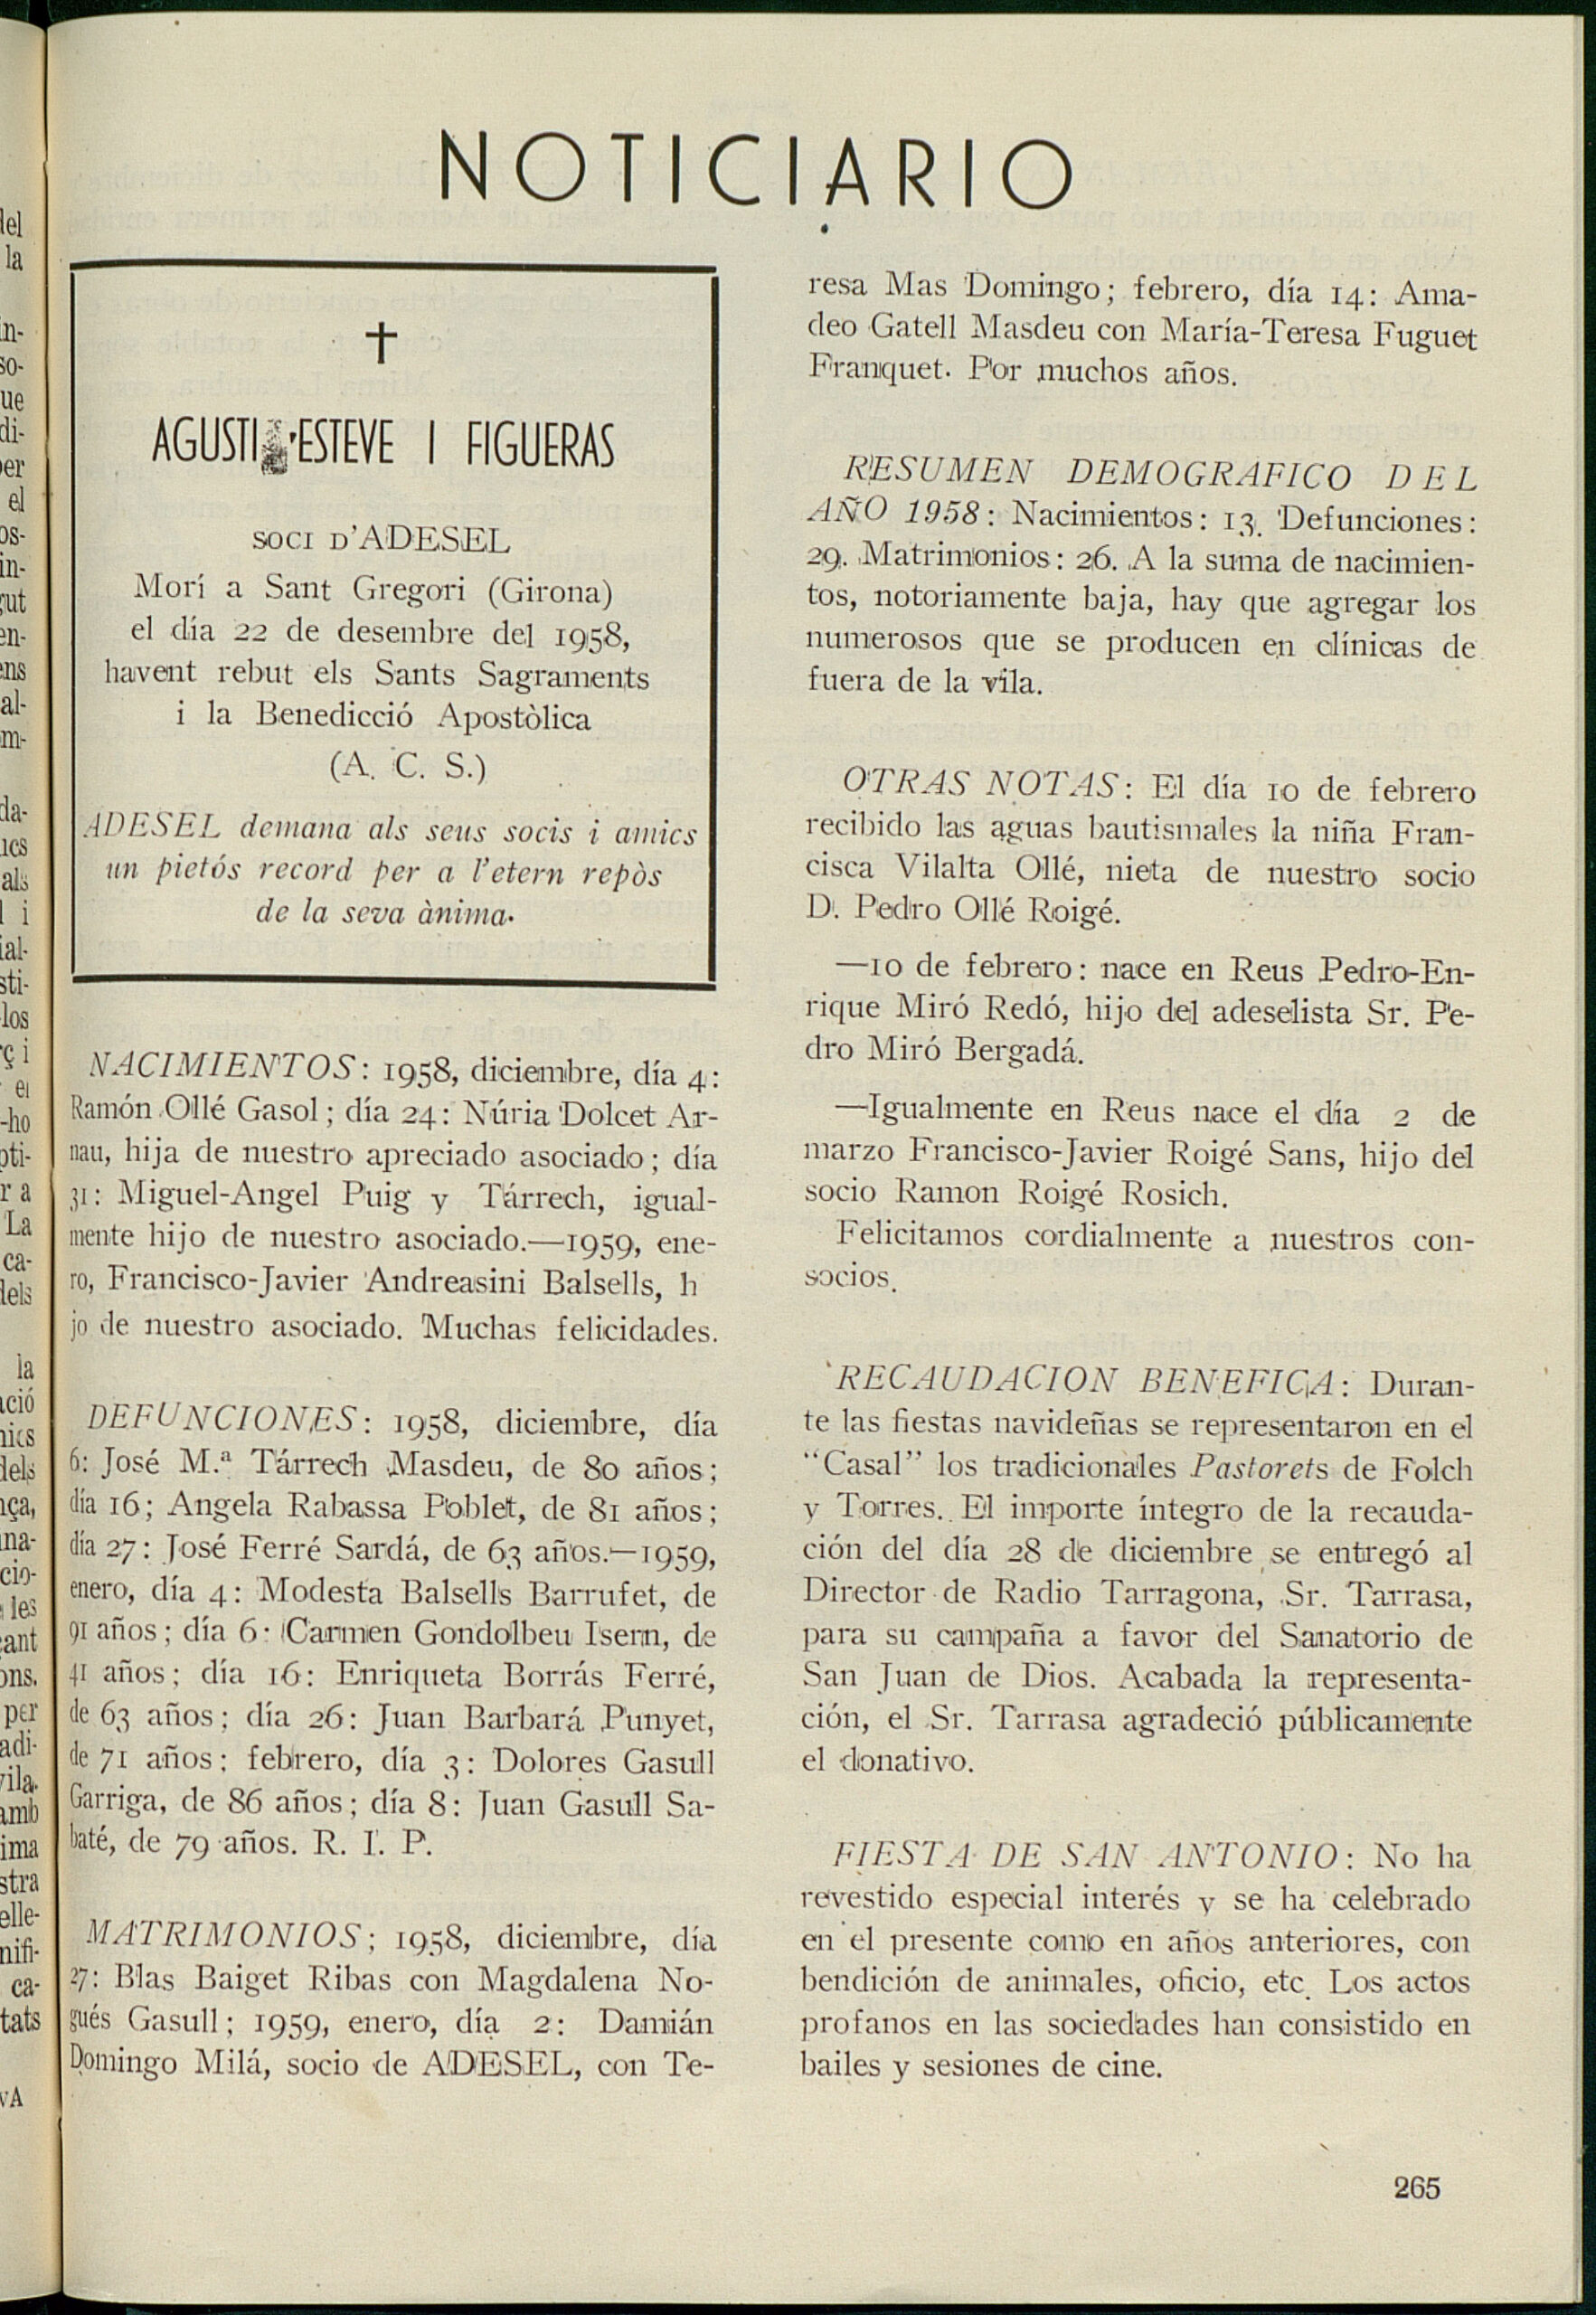 NOTICIARIO
✝
AGUSTI ESTEVE I FIGUERAS
SOCI D'ADESEL
Morí a Sant Gregori (Girona)
el día 22 de desembre del 1958,
havent rebut els Sants Sagraments
i la Benedicció Apostòlica
(A. C. S.)
ADESEL demana als seus socis i amics
un pietós record per a l'etern repòs
de la seva ànima.
NACIMIENTOS: 1958, diciembre, día 4:
Ramón Ollé Gasol; día 24: Núria Dolcet Ar-
nau, hija de nuestro apreciado asociado; día
31: Miguel-Angel Puig y Tárrech, igual-
mente hijo de nuestro asociado.—1959, ene-
ro, Francisco-Javier Andreasini Balsells, h
jo de nuestro asociado. Muchas felicidades.
DEFUNCIONES: 1958, diciembre, día
6: José M.ª Tárrech Masdeu, de 80 años;
día 16; Angela Rabassa Poblet, de 81 años;
día 27: José Ferré Sardá, de 63 años.—1959,
enero, día 4: Modesta Balsells Barrufet, de
91 años; día 6: Carmen Gondolbeu Isern, de
41 años; día 16: Enriqueta Borrás Ferré,
de 63 años; día 26: Juan Barbará Punyet,
de 71 años; febrero, día 3: Dolores Gasull
Garriga, de 86 años; día 8: Juan Gasull Sa-
baté, de 79 años. R. I. P.
MATRIMONIOS; 1958, diciembre, día
27: Blas Baiget Ribas con Magdalena No-
gués Gasull; 1959, enero, día 2: Damián
Domingo Milá, socio de ADESEL, con Te-
resa Mas Domingo; febrero, día 14: Ama-
deo Gatell Masdeu con María-Teresa Fuguet
Franquet. Por muchos años.
RESUMEN DEMOGRAFICO DEL
AÑO 1958: Nacimientos: 13. Defunciones:
29. Matrimonios: 26. A la suma de nacimien-
tos, notoriamente baja, hay que agregar los
numerosos que se producen en clínicas de
fuera de la vila.
OTRAS NOTAS: El día 10 de febrero
recibido las aguas bautismales la niña Fran-
cisca Vilalta Ollé, nieta de nuestro socio
D. Pedro Ollé Roigé.
—10 de febrero: nace en Reus Pedro-En-
rique Miró Redó, hijo del adeselista Sr. Pe-
dro Miró Bergadá.
—Igualmente en Reus nace el día 2 de
marzo Francisco-Javier Roigé Sans, hijo del
socio Ramon Roigé Rosich.
Felicitamos cordialmente a nuestros con-
socios.
RECAUDACION BENEFICA: Duran-
te las fiestas navideñas se representaron en el
"Casal" los tradicionales Pastorets de Folch
y Torres. El importe íntegro de la recauda-
ción del día 28 de diciembre se entregó al
Director de Radio Tarragona, Sr. Tarrasa,
para su campaña a favor del Sanatorio de
San Juan de Dios. Acabada la representa-
ción, el Sr. Tarrasa agradeció públicamente
el donativo.
FIESTA DE SAN ANTONIO: No ha
revestido especial interés y se ha celebrado
en el presente como en años anteriores, con
bendición de animales, oficio, etc. Los actos
profanos en las sociedades han consistido en
bailes y sesiones de cine.
265